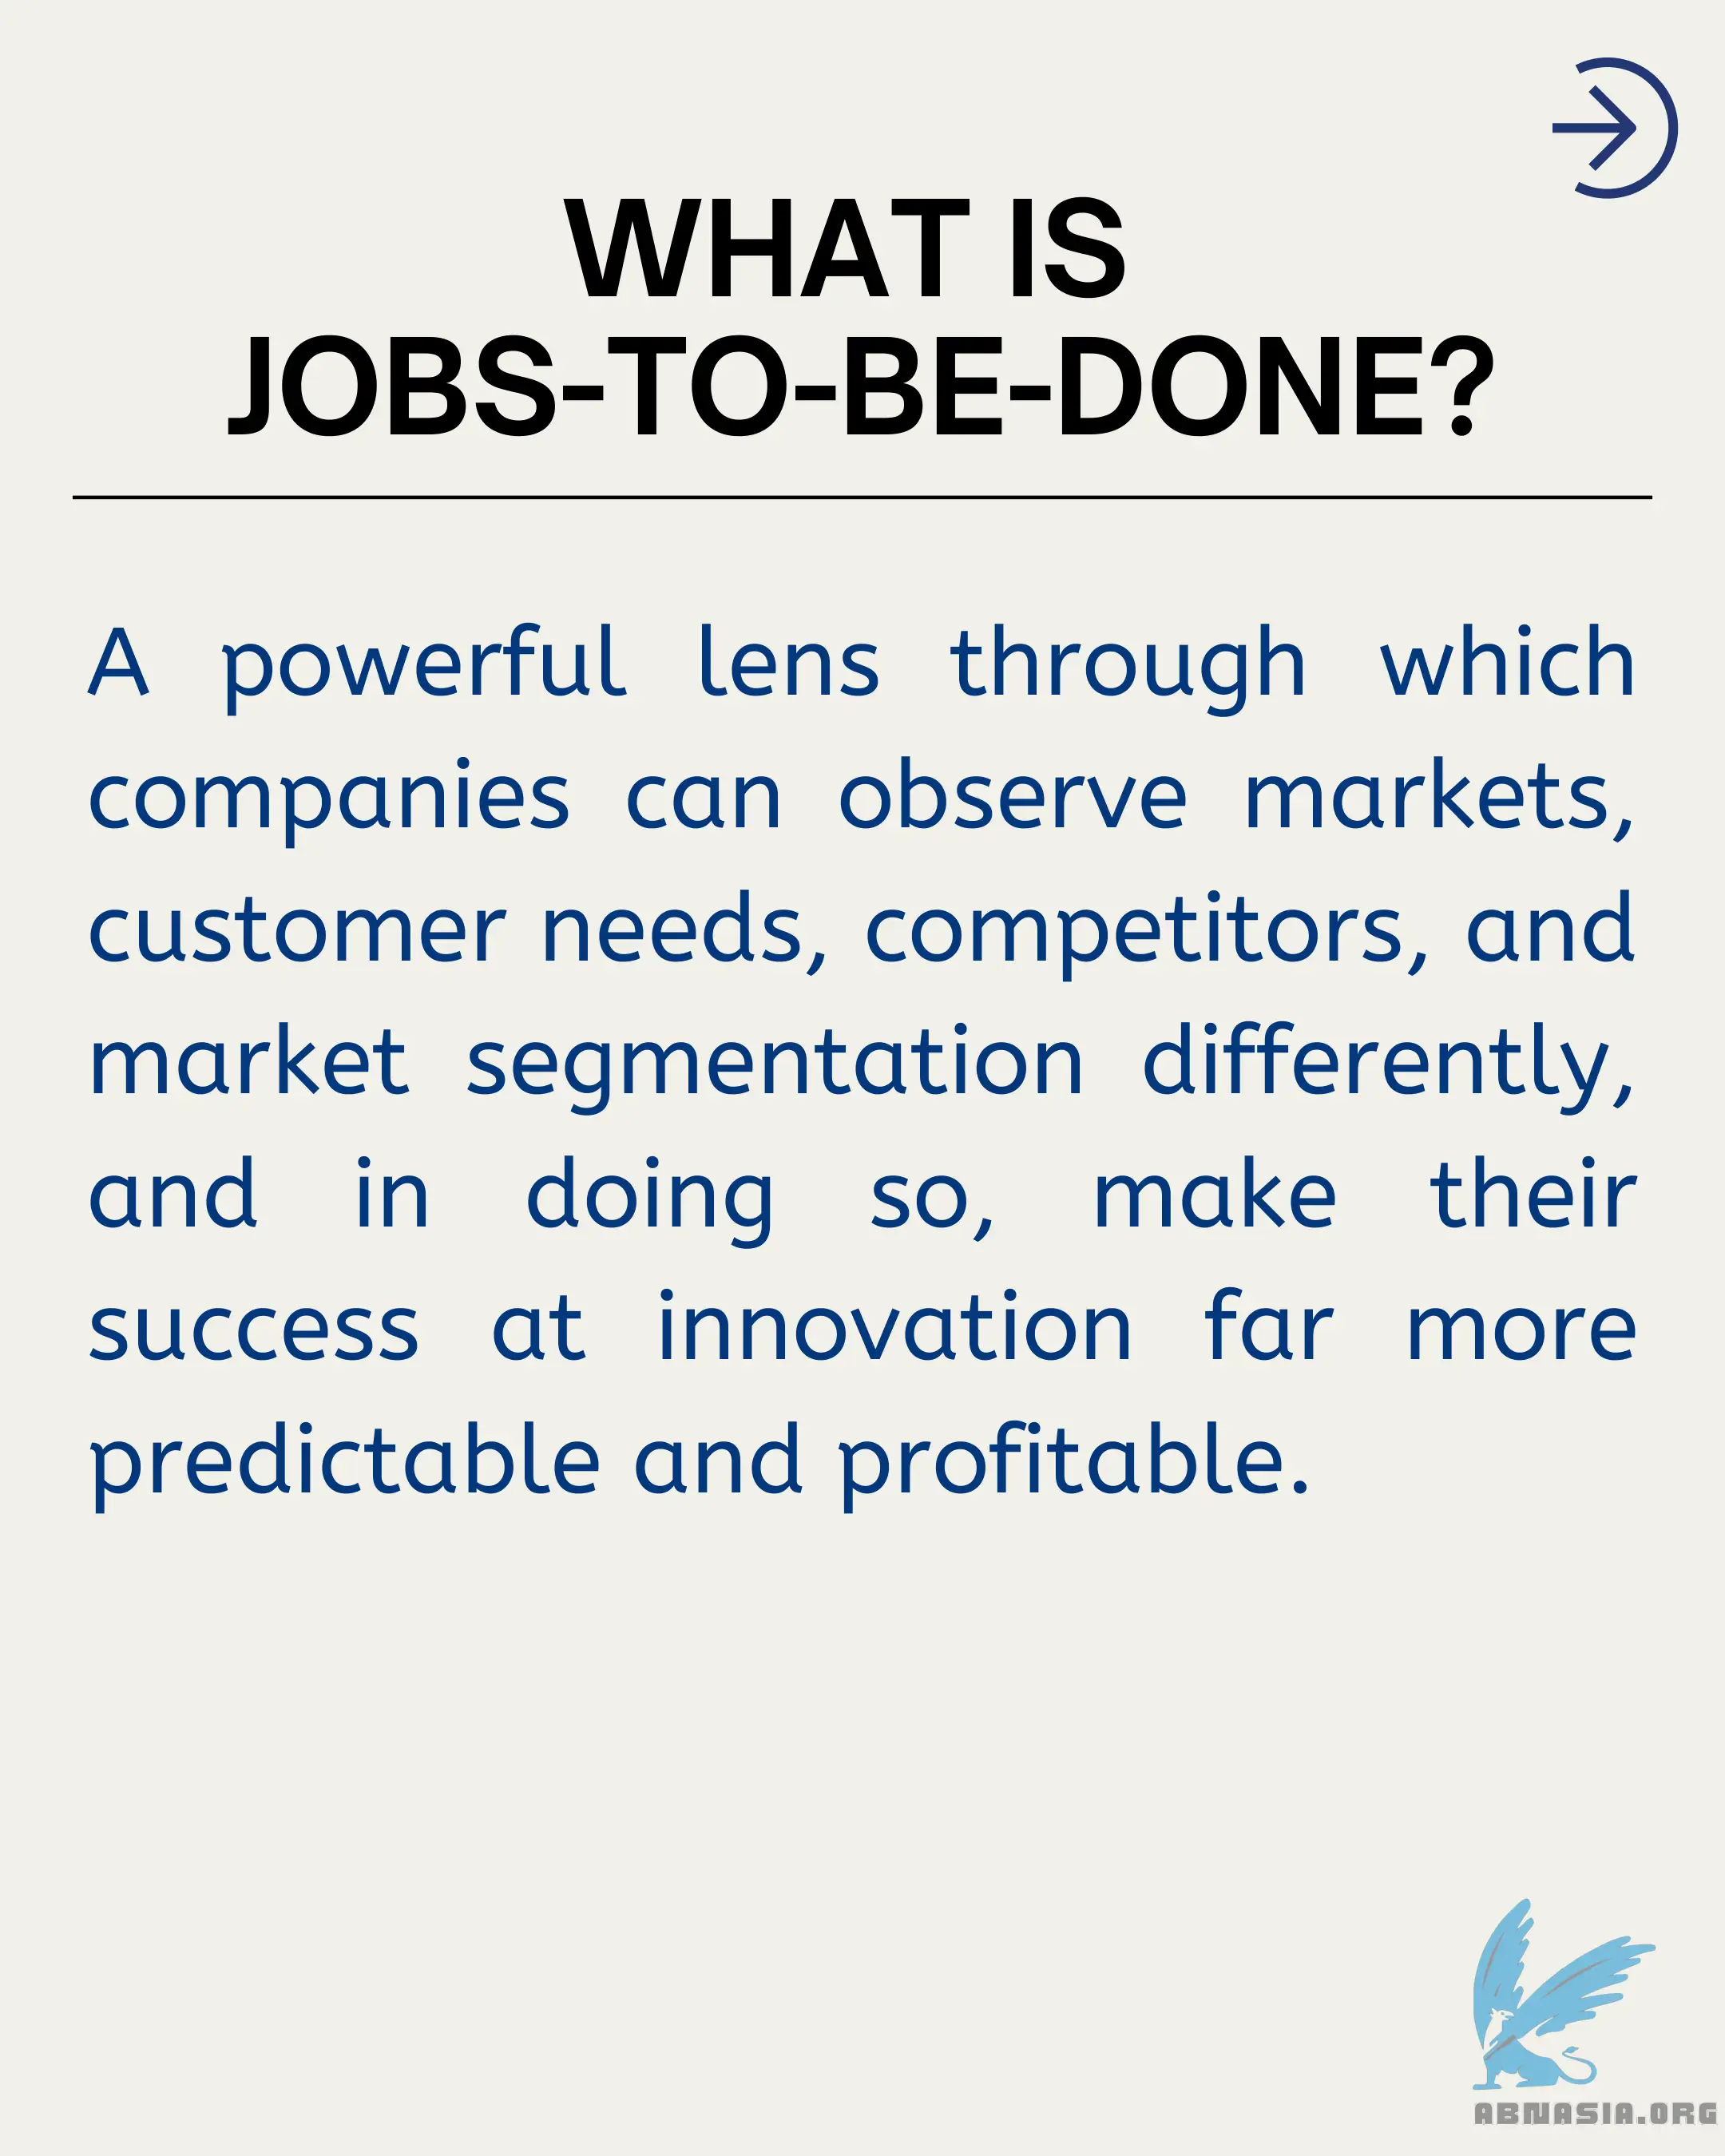 WHAT IS
JOBS-TO-BE-DONE?
A powerful lens through which
companies can observe markets,
customer needs, competitors, and
market segmentation differently,
and in doing so, make their
success at innovation far more
predictable and profitable.
ABNASIA.ORG